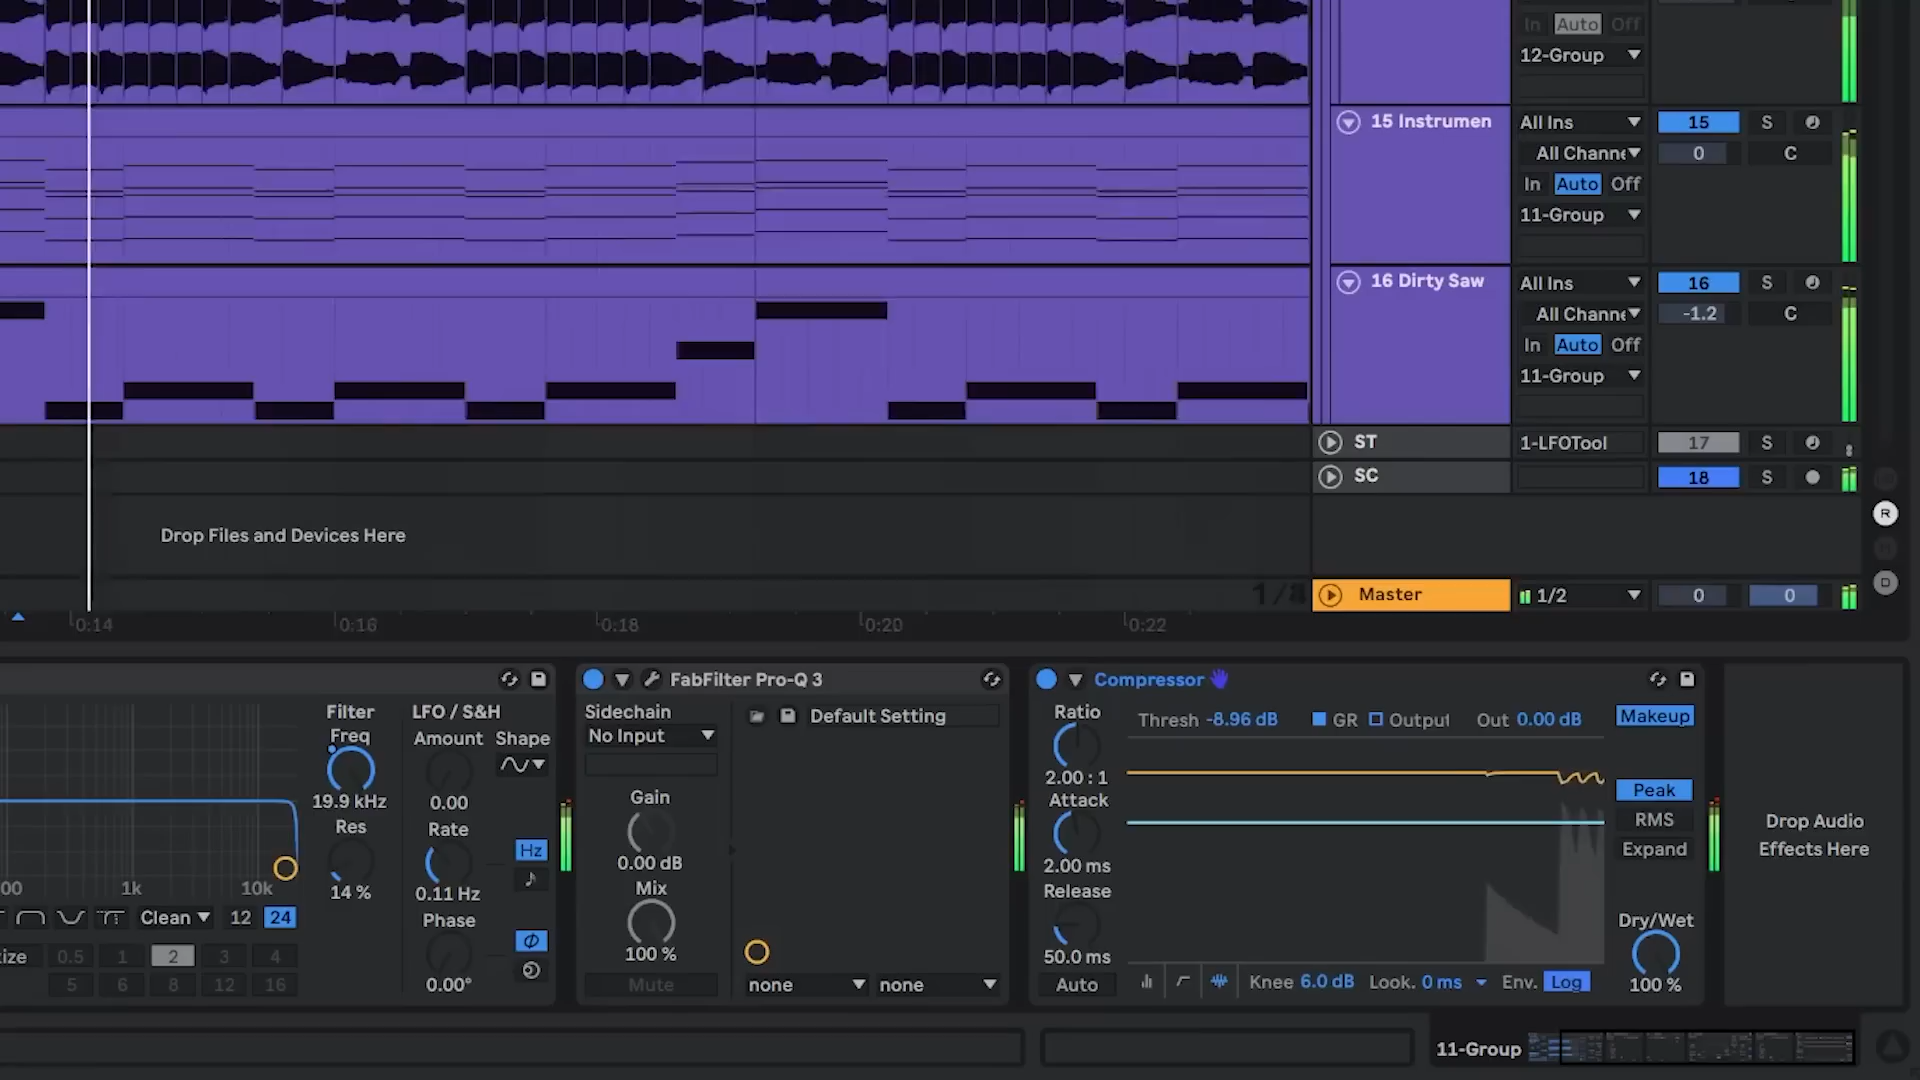 In Auto Off
12-Group
15 Instrumen
All Ins
15
S
All Channe
0
C
In Auto Off
11-Group
16 Dirty Saw
All Ins
16
S
All Channe
-1.2
C
In Auto Off
11-Group
ST
1-LFOTool
17
S
SC
18
S
R
Drop Files and Devices Here
H
D
1/8
Master
1/2
0
0
0:14
0:16
0:18
0:20
0:22
Filter
Freq
19.9 kHz
Res
14 %
LFO / S&H
Amount
Shape
0.00
Rate
Hz
0.11 Hz
Phase
0.00°
00
1k
10k
Clean
12
24
ize
0.5
1
2
3
4
5
6
8
12
16
FabFilter Pro-Q 3
Sidechain
No Input
Gain
0.00 dB
Mix
100 %
Mute
Default Setting
none
none
Compressor
Ratio
2.00 : 1
Attack
2.00 ms
Release
50.0 ms
Auto
Thresh -8.96 dB
GR
Output
Out 0.00 dB
Makeup
Peak
RMS
Expand
Dry/Wet
100 %
Knee 6.0 dB
Look. 0 ms
Env. Log
Drop Audio
Effects Here
11-Group